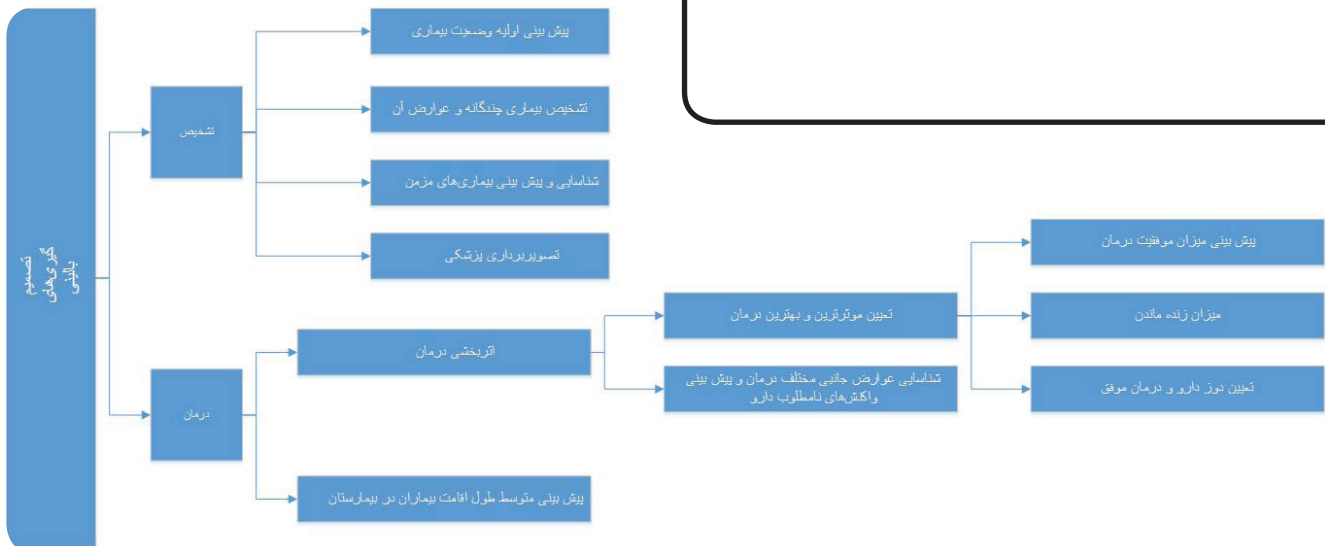 تصمیم
گیری‌های
بالینی
تشخیص
پیش بینی اولیه وضعیت بیماری
تشخیص بیماری چندگانه و عوارض آن
شناسایی و پیش بینی بیماری‌های مزمن
تصویربرداری پزشکی
درمان
اثربخشی درمان
تعیین موثرترین و بهترین درمان
پیش بینی میزان موفقیت درمان
میزان زنده ماندن
تعیین دوز دارو و درمان موفق
شناسایی عوارض جانبی مختلف درمان و پیش بینی
واکنش‌های نامطلوب دارو
پیش بینی متوسط طول اقامت بیماران در بیمارستان